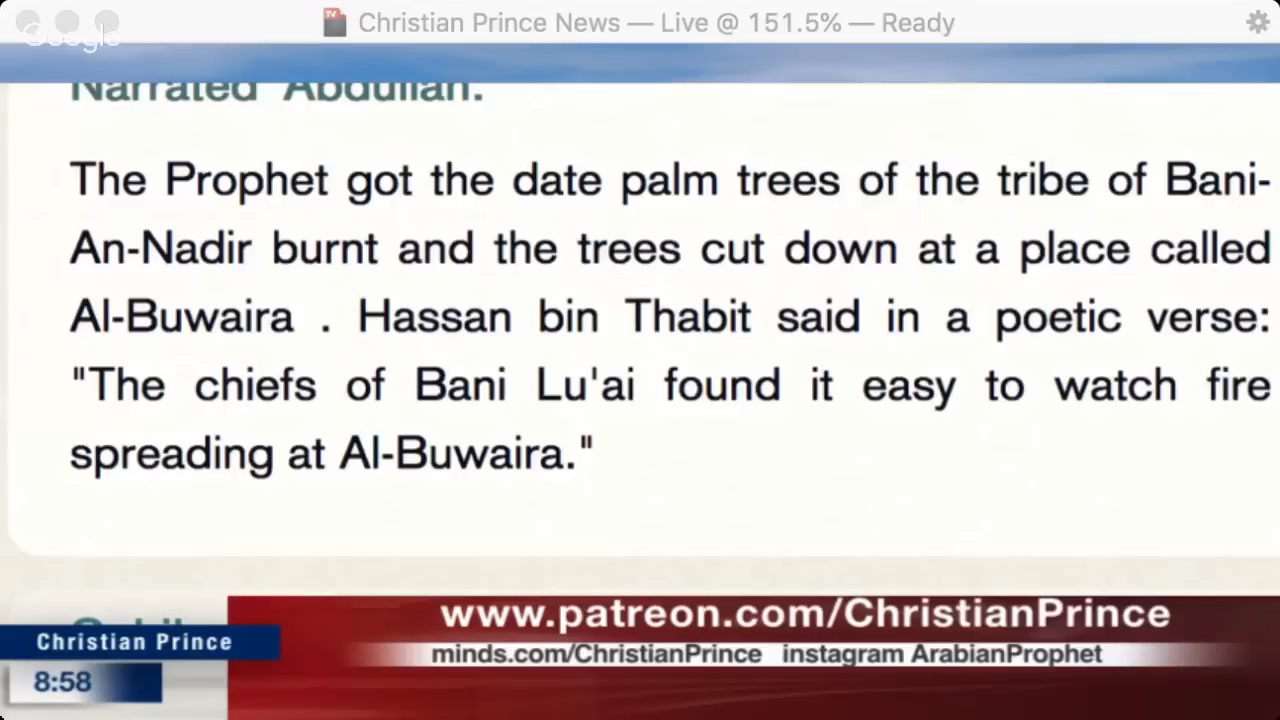 Christian Prince News — Live @ 151.5% — Ready
Google
Narrated 'Abdullah:
The Prophet got the date palm trees of the tribe of Bani-
An-Nadir burnt and the trees cut down at a place called
Al-Buwaira . Hassan bin Thabit said in a poetic verse:
"The chiefs of Bani Lu'ai found it easy to watch fire
spreading at Al-Buwaira."
www.patreon.com/ChristianPrince
Christian Prince
minds.com/ChristianPrince instagram ArabianProphet
8:58